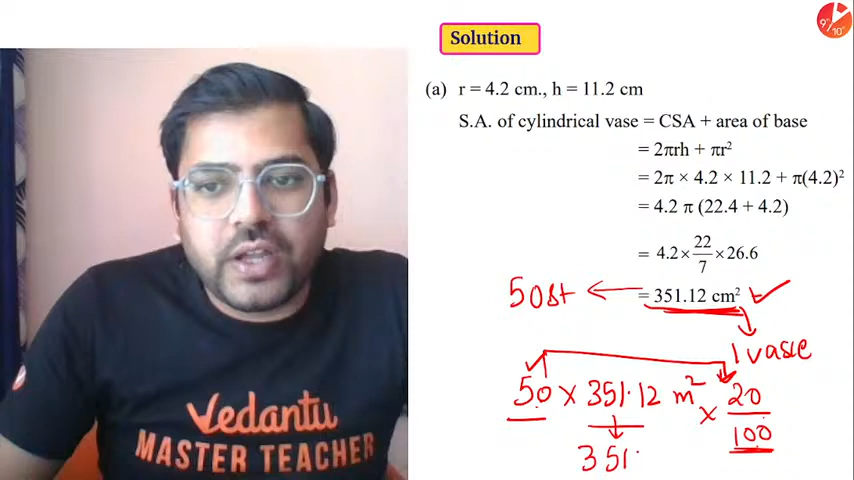 Solution
9th 10th
(a) r = 4.2 cm., h = 11.2 cm
S.A. of cylindrical vase = CSA + area of base
= 2πrh + πr²
= 2π × 4.2 × 11.2 + π(4.2)²
= 4.2 π (22.4 + 4.2)
= 4.2 × 22/7 × 26.6
50st ← = 351.12 cm² ✓
1 vase
50 × 351.12 m² × 20/100
351.
Vedantu
MASTER TEACHER